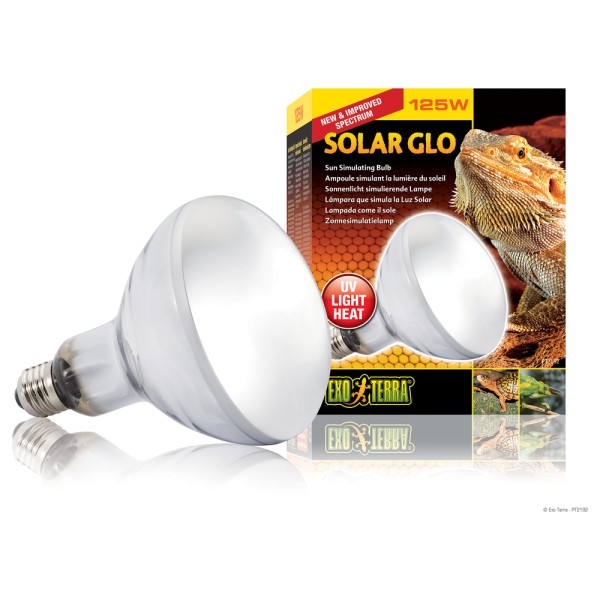 125W
NEW & IMPROVED
SPECTRUM
SOLAR GLO
Sun Simulating Bulb
Ampoule simulant la lumière du soleil
Sonnenlicht simulierende Lampe
Lámpara que simula la Luz Solar
Lampada come il sole
Zonnesimulatielamp
UV
LIGHT
HEAT
EXO TERRA
125W
© Exo Terra - PT2192